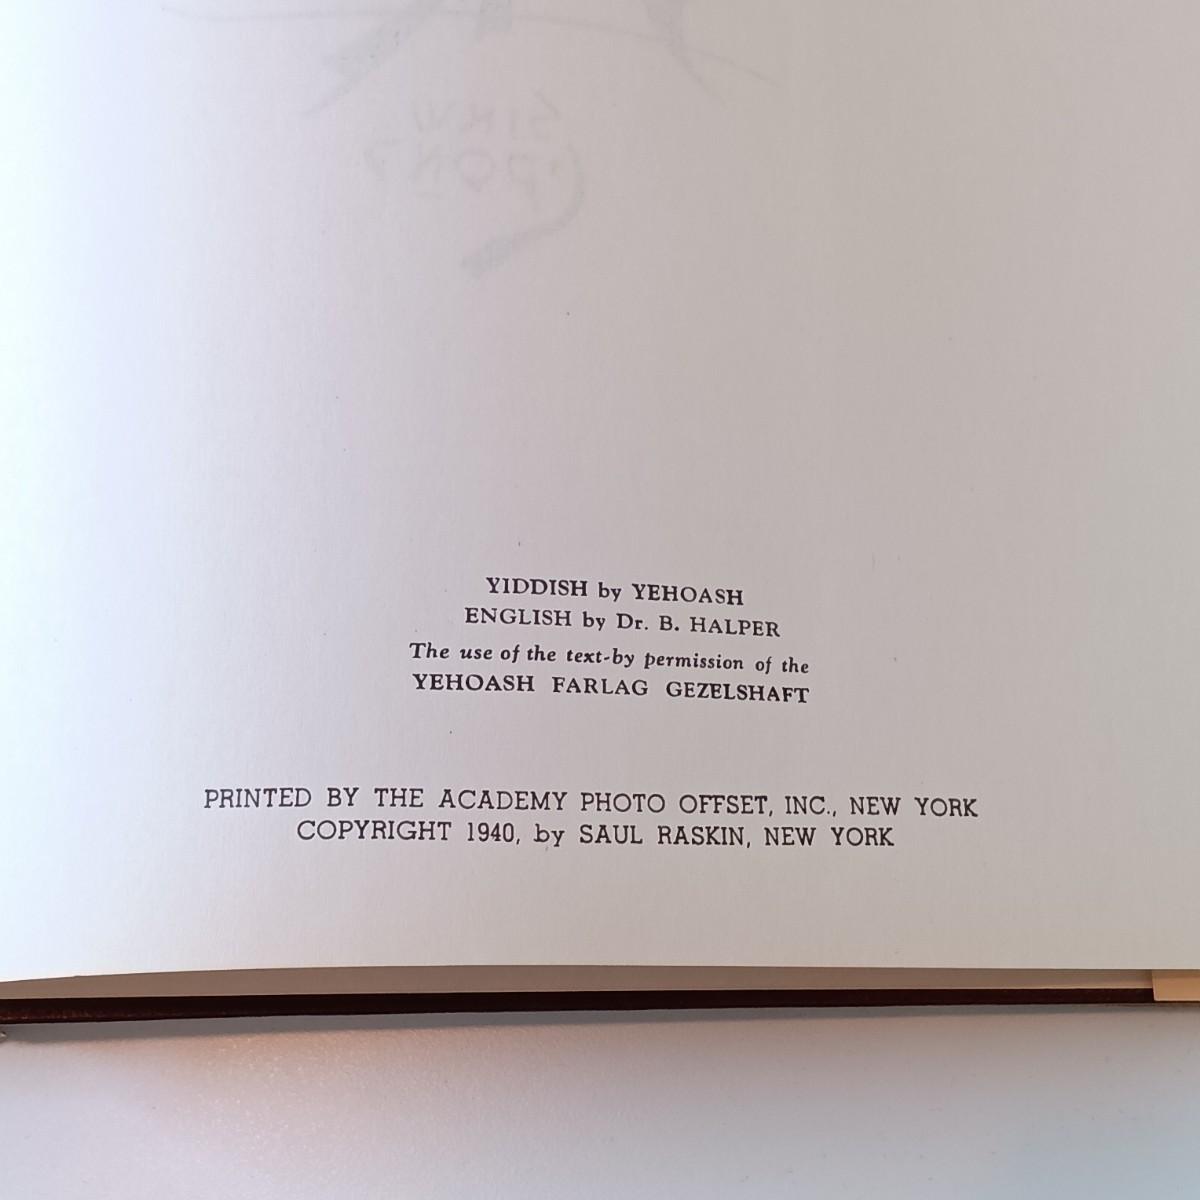 YIDDISH by YEHOASH
ENGLISH by Dr. B. HALPER
The use of the text-by permission of the
YEHOASH FARLAG GEZELSHAFT
PRINTED BY THE ACADEMY PHOTO OFFSET, INC., NEW YORK
COPYRIGHT 1940, by SAUL RASKIN, NEW YORK